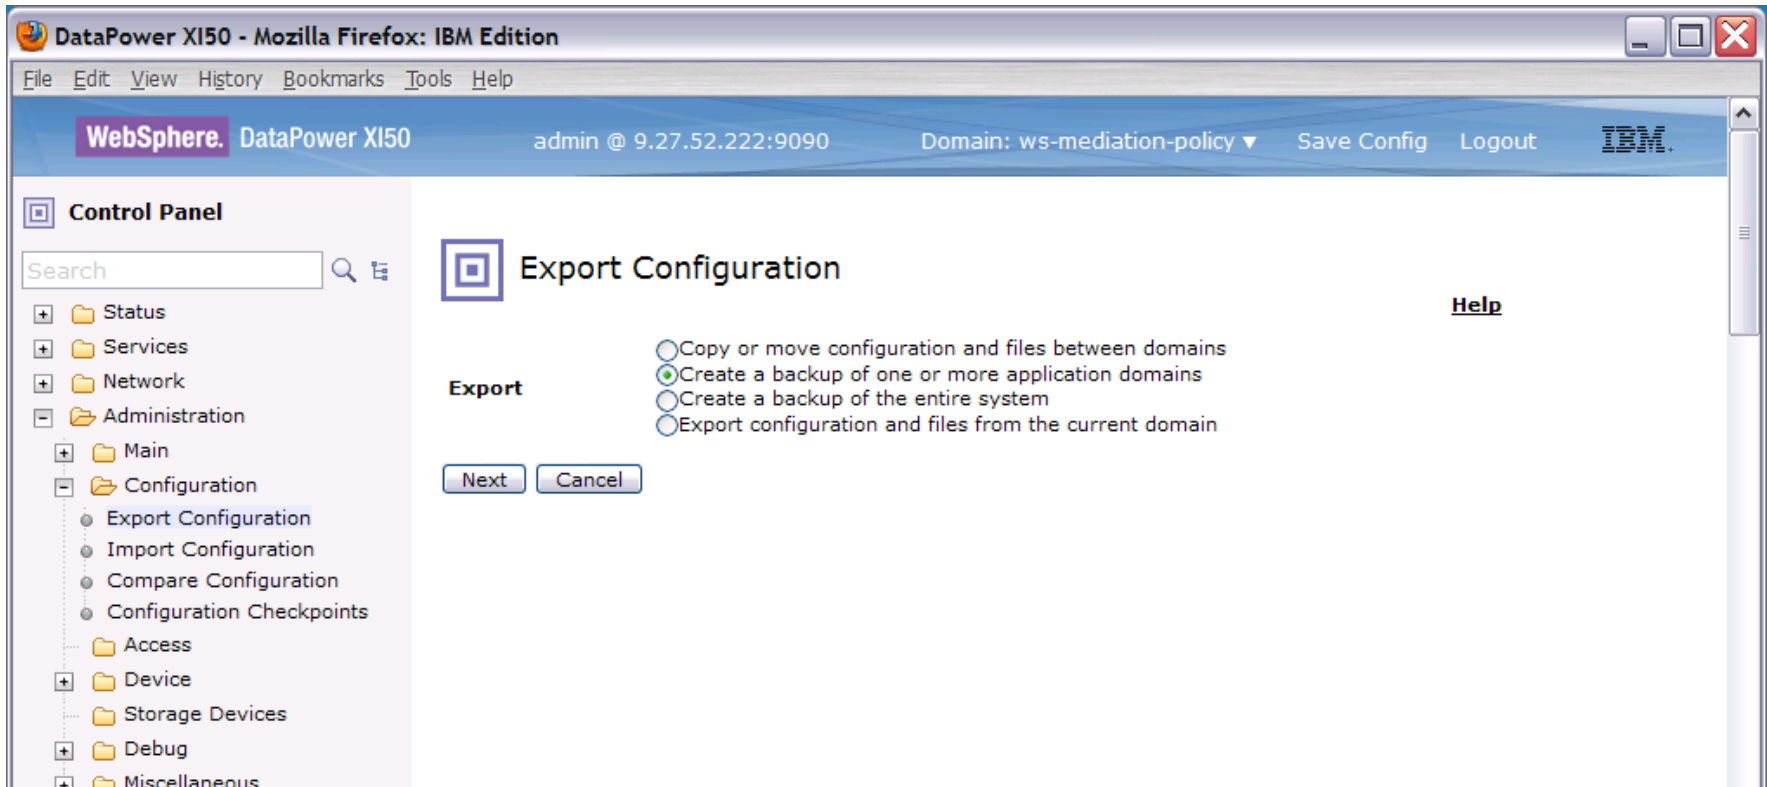 DataPower XI50 - Mozilla Firefox: IBM Edition
File Edit View History Bookmarks Tools Help
WebSphere. DataPower XI50 admin @ 9.27.52.222:9090 Domain: ws-mediation-policy ▼ Save Config Logout IBM.
Control Panel
Search
Status
Services
Network
Administration
Main
Configuration
Export Configuration
Import Configuration
Compare Configuration
Configuration Checkpoints
Access
Device
Storage Devices
Debug
Miscellaneous
Export Configuration
Help
Export
Copy or move configuration and files between domains
Create a backup of one or more application domains
Create a backup of the entire system
Export configuration and files from the current domain
Next Cancel